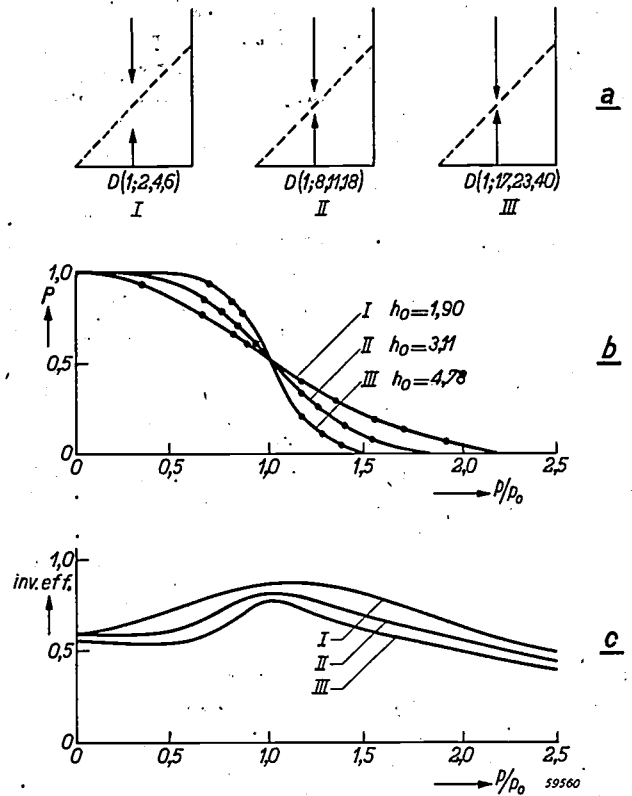 a
D(1;2,4,6) D(1;8,11,18) D(1;17,23,40)
I II III
1,0
P
0,5
0
I h₀=1,90
II h₀=3,11
III h₀=4,78
b
0 0,5 1,0 1,5 2,0 2,5
p/p₀
1,0
inv.eff.
0,5
0
I
II
III
c
0 0,5 1,0 1,5 2,0 2,5
p/p₀ 59560